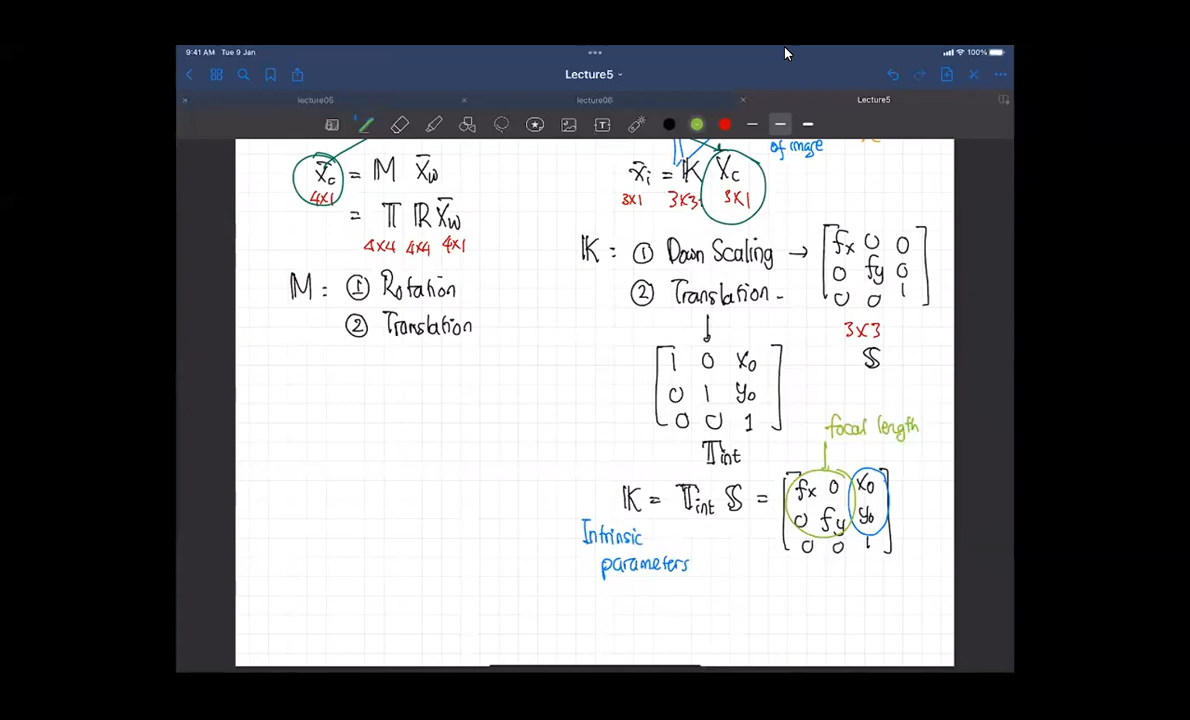 9:41 AM Tue 9 Jan
100%
Lecture5
lecture05
lecture06
Lecture5
of image
X̃c = 𝕄 X̃w
4x1
= 𝕋 ℝ X̃w
4x4 4x4 4x1
𝕄 : ① Rotation
② Translation
x̃i = 𝕂 Xc
3x1 3x3 3x1
𝕂 : ① Down Scaling → [ fx 0 0
0 fy 0
0 0 1 ]
② Translation
3x3
𝕊
[ 1 0 x0
0 1 y0
0 0 1 ]
𝕋int
focal length
𝕂 = 𝕋int 𝕊 = [ fx 0 x0
0 fy y0
0 0 1 ]
Intrinsic
parameters